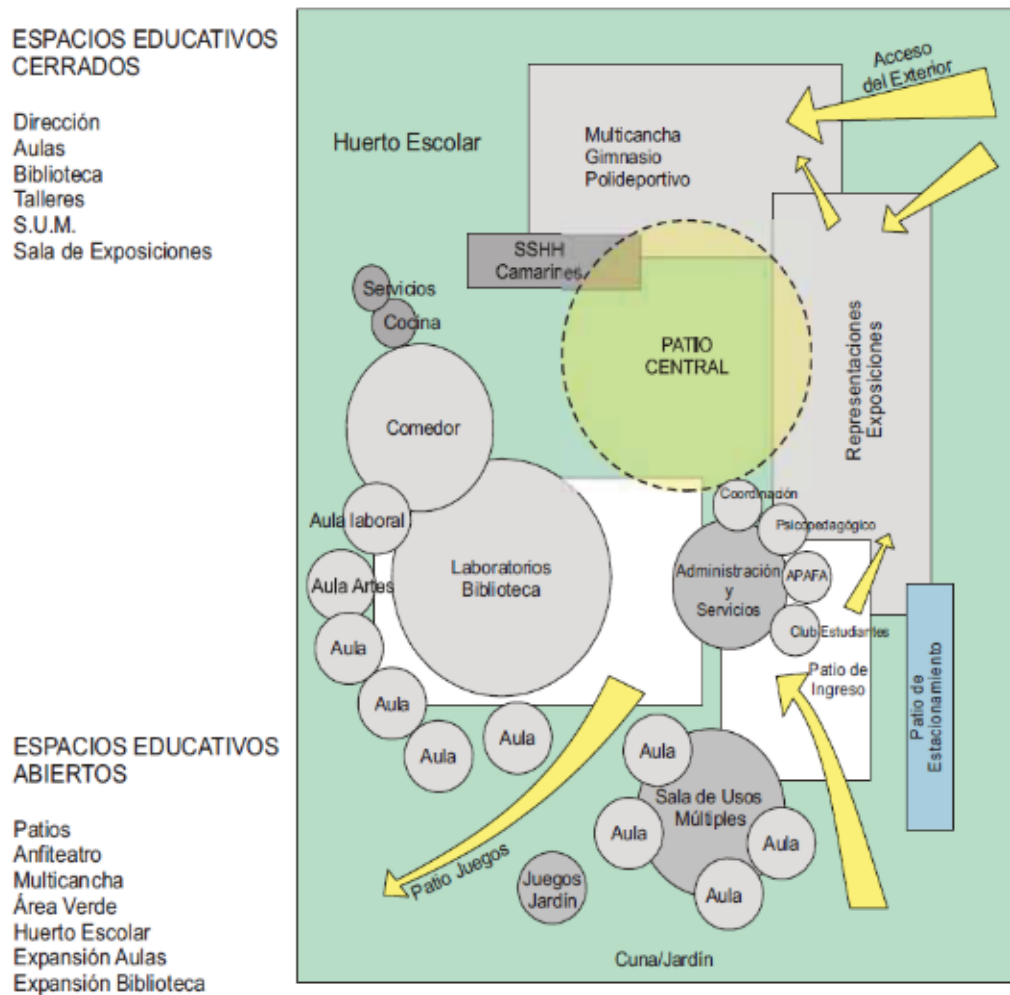 ESPACIOS EDUCATIVOS
CERRADOS
Dirección
Aulas
Biblioteca
Talleres
S.U.M.
Sala de Exposiciones
ESPACIOS EDUCATIVOS
ABIERTOS
Patios
Anfiteatro
Multicancha
Área Verde
Huerto Escolar
Expansión Aulas
Expansión Biblioteca
Acceso
del Exterior
Huerto Escolar
Multicancha
Gimnasio
Polideportivo
SSHH
Camarines
Servicios
Cocina
PATIO
CENTRAL
Representaciones
Exposiciones
Comedor
Coordinación
Psicopedagógico
Aula laboral
Laboratorios
Biblioteca
Administración
y
Servicios
APAFA
Aula Artes
Club Estudiantes
Aula
Patio de
Ingreso
Patio de
Estacionamiento
Aula
Aula
Aula
Aula
Sala de Usos
Múltiples
Aula
Aula
Aula
Patio Juegos
Juegos
Jardín
Cuna/Jardín